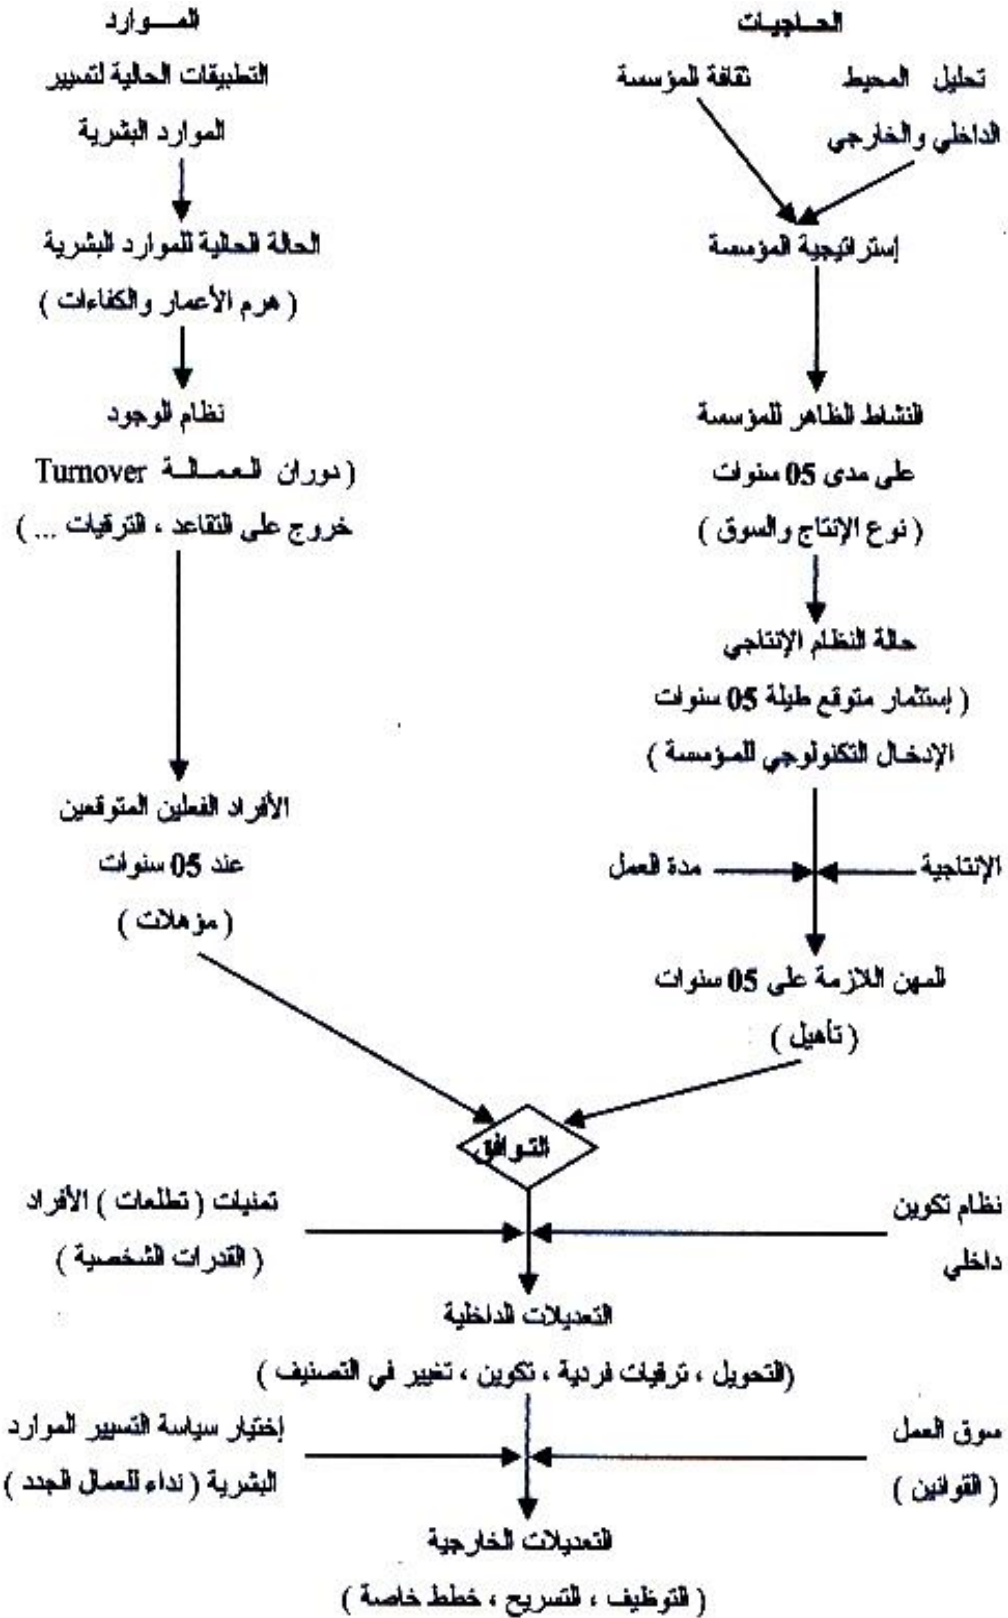 الحـاجيـات
تحليل المحيط
الداخلي والخارجي
ثقافة المؤسسة
إستراتيجية المؤسسة
النشاط الظاهر للمؤسسة
على مدى 05 سنوات
( نوع الإنتاج والسوق )
حالة النظام الإنتاجي
( إستثمار متوقع طيلة 05 سنوات
الإدخال التكنولوجي للمؤسسة )
الإنتاجية
مدة العمل
المهن اللازمة على 05 سنوات
( تأهيل )
المــوارد
التطبيقات الحالية لتسيير
الموارد البشرية
الحالة الحالية للموارد البشرية
( هرم الأعمار والكفاءات )
نظام الوجود
( دوران العمالة Turnover
خروج على التقاعد ، الترقيات ... )
الأفراد الفعلين المتوقعين
عند 05 سنوات
( مؤهلات )
التوافق
نظام تكوين
داخلي
تمنيات ( تطلعات ) الأفراد
( القدرات الشخصية )
التعديلات الداخلية
(التحويل ، ترقيات فردية ، تكوين ، تغيير في التصنيف )
سوق العمل
( القوانين )
إختيار سياسة التسيير الموارد
البشرية ( نداء للعمال الجدد )
التعديلات الخارجية
( التوظيف ، التسريح ، خطط خاصة )